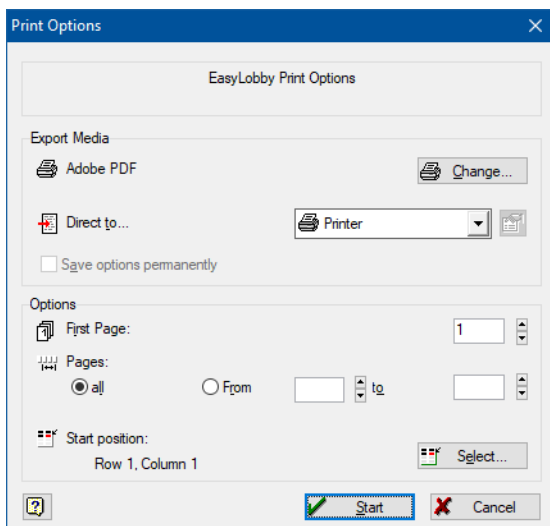 Print Options
EasyLobby Print Options
Export Media
Adobe PDF
Change...
Direct to...
Printer
Save options permanently
Options
First Page:
1
Pages:
all
From
to
Start position:
Row 1, Column 1
Select...
?
Start
Cancel